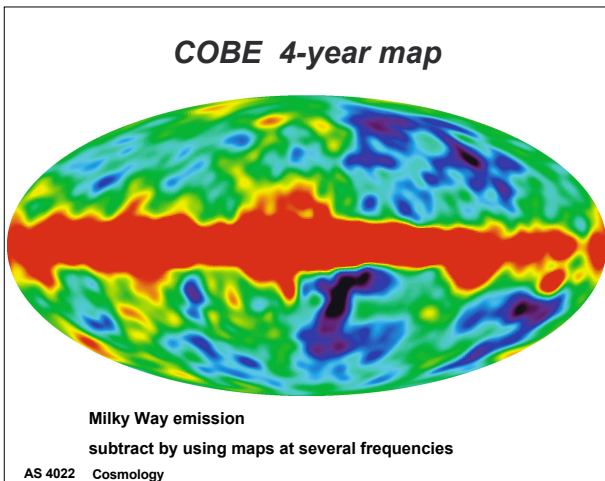 COBE 4-year map
Milky Way emission
subtract by using maps at several frequencies
AS 4022 Cosmology